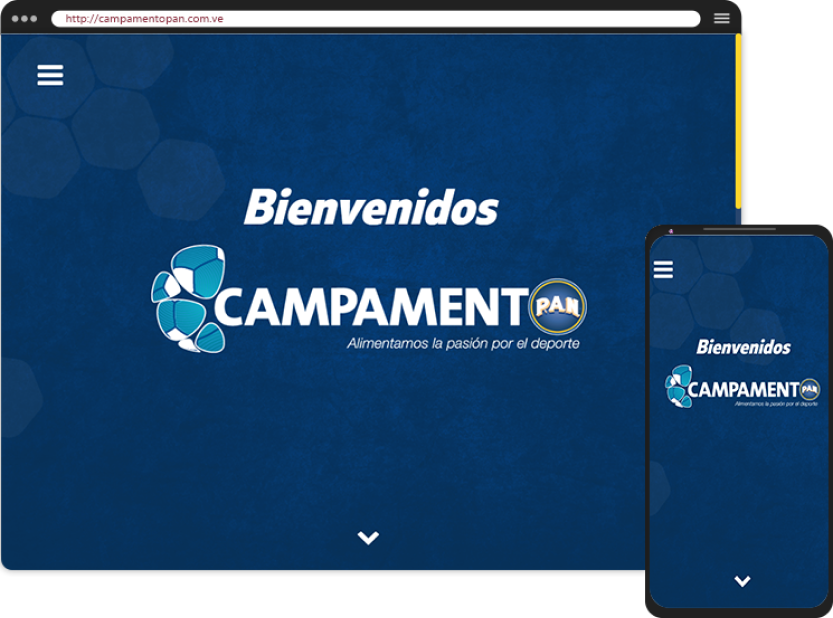 http://campamentopan.com.ve
Bienvenidos
CAMPAMENTO
PAN
Alimentamos la pasión por el deporte
Bienvenidos
CAMPAMENTO
PAN
Alimentamos la pasión por el deporte